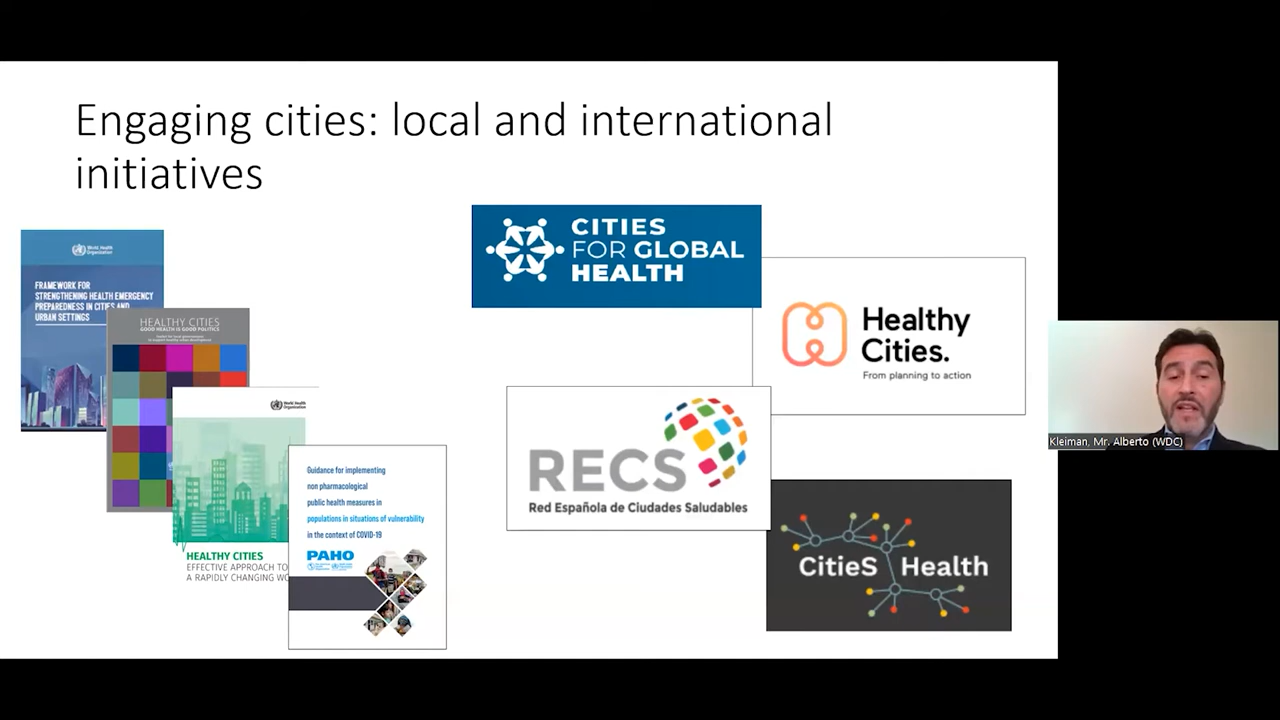 Engaging cities: local and international
initiatives
World Health
Organization
FRAMEWORK FOR
STRENGTHENING HEALTH EMERGENCY
PREPAREDNESS IN CITIES AND
URBAN SETTINGS
HEALTHY CITIES
GOOD HEALTH IS GOOD POLITICS
World Health
Organization
HEALTHY CITIES
EFFECTIVE APPROACH TO
A RAPIDLY CHANGING WO
Guidance for implementing
non pharmacological
public health measures in
populations in situations of vulnerability
in the context of COVID-19
PAHO
CITIES
FOR GLOBAL
HEALTH
Healthy
Cities.
From planning to action
RECS
Red Española de Ciudades Saludables
CitieS Health
Kleiman, Mr. Alberto (WDC)